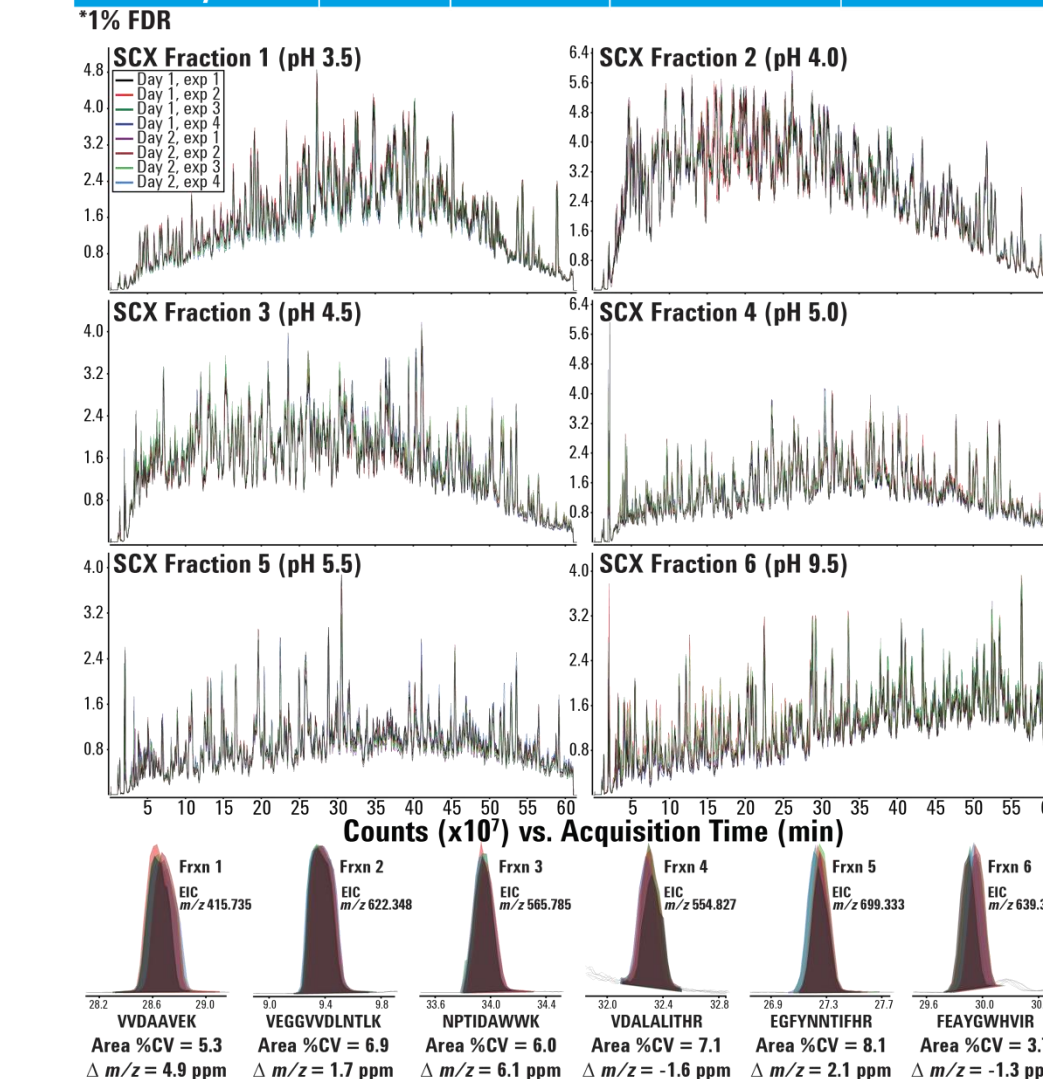 *1% FDR
SCX Fraction 1 (pH 3.5)
4.8
4.0
3.2
2.4
1.6
0.8
Day 1, exp 1
Day 1, exp 2
Day 1, exp 3
Day 1, exp 4
Day 2, exp 1
Day 2, exp 2
Day 2, exp 3
Day 2, exp 4
SCX Fraction 2 (pH 4.0)
6.4
5.6
4.8
4.0
3.2
2.4
1.6
0.8
SCX Fraction 3 (pH 4.5)
4.0
3.2
2.4
1.6
0.8
SCX Fraction 4 (pH 5.0)
6.4
5.6
4.8
4.0
3.2
2.4
1.6
0.8
SCX Fraction 5 (pH 5.5)
4.0
3.2
2.4
1.6
0.8
5 10 15 20 25 30 35 40 45 50 55 60
SCX Fraction 6 (pH 9.5)
4.0
3.2
2.4
1.6
0.8
5 10 15 20 25 30 35 40 45 50 55
Counts (x10⁷) vs. Acquisition Time (min)
Frxn 1
EIC
m/z 415.735
28.2 28.6 29.0
VVDAAVEK
Area %CV = 5.3
Δ m/z = 4.9 ppm
Frxn 2
EIC
m/z 622.348
9.0 9.4 9.8
VEGGVVDLNTLK
Area %CV = 6.9
Δ m/z = 1.7 ppm
Frxn 3
EIC
m/z 565.785
33.6 34.0 34.4
NPTIDAWWK
Area %CV = 6.0
Δ m/z = 6.1 ppm
Frxn 4
EIC
m/z 554.827
32.0 32.4 32.8
VDALALITHR
Area %CV = 7.1
Δ m/z = -1.6 ppm
Frxn 5
EIC
m/z 699.333
26.9 27.3 27.7
EGFYNNTIFHR
Area %CV = 8.1
Δ m/z = 2.1 ppm
Frxn 6
EIC
m/z 639.3
29.6 30.0
FEAYGWHVIR
Area %CV = 3.
Δ m/z = -1.3